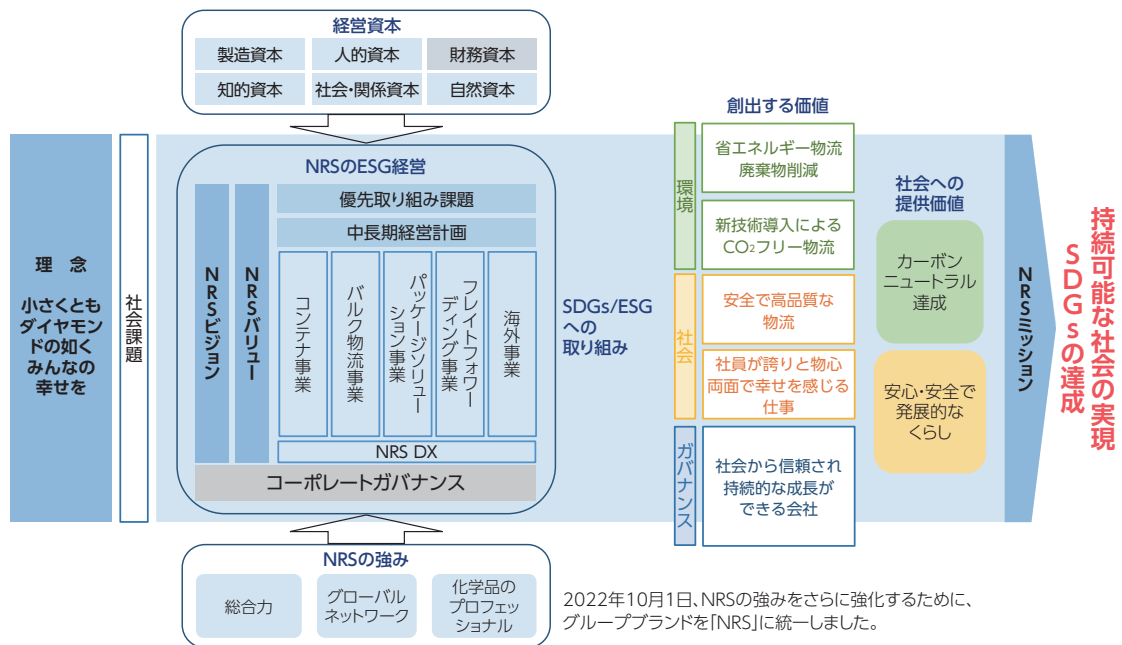 経営資本
製造資本
人的資本
財務資本
知的資本
社会・関係資本
自然資本
理　念
小さくとも
ダイヤモン
ドの如く
みんなの
幸せを
社会課題
NRSのESG経営
NRSビジョン
NRSバリュー
優先取り組み課題
中長期経営計画
コンテナ事業
バルク物流事業
パッケージソリュー
ション事業
フレイトフォワー
ディング事業
海外事業
NRS DX
コーポレートガバナンス
NRSの強み
総合力
グローバル
ネットワーク
化学品の
プロフェッ
ショナル
SDGs/ESG
への
取り組み
創出する価値
環境
省エネルギー物流
廃棄物削減
新技術導入による
CO₂フリー物流
社会
安全で高品質な
物流
社員が誇りと物心
両面で幸せを感じる
仕事
ガバナンス
社会から信頼され
持続的な成長が
できる会社
社会への
提供価値
カーボン
ニュートラル
達成
安心・安全で
発展的な
くらし
NRSミッション
持続可能な社会の実現
SDGsの達成
2022年10月1日、NRSの強みをさらに強化するために、
グループブランドを「NRS」に統一しました。